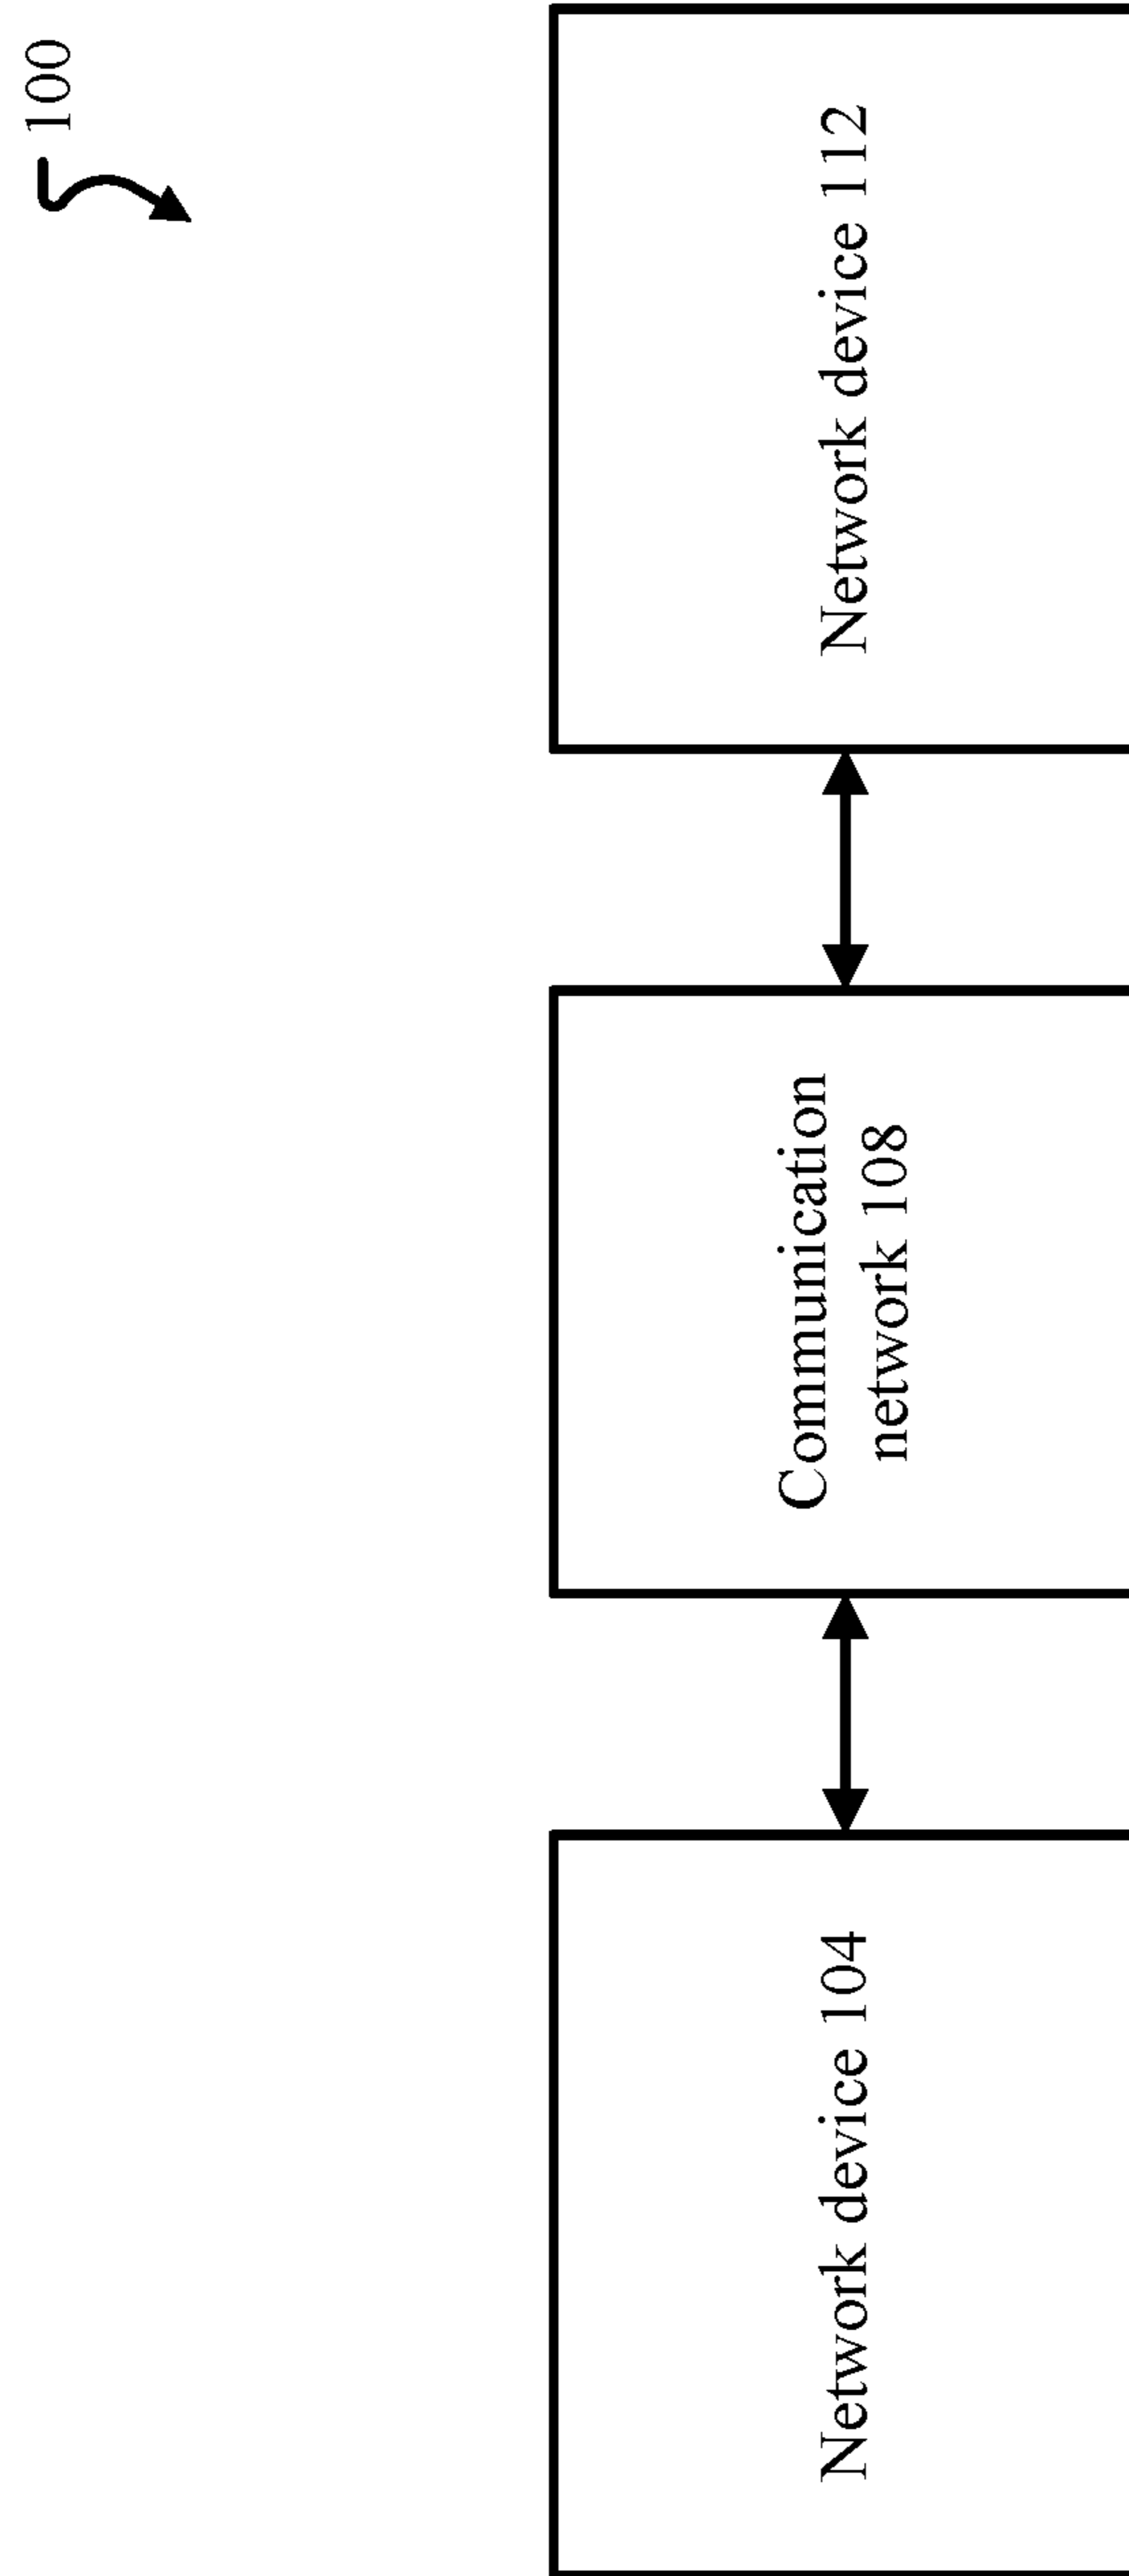 100
Network device 104
Communication
network 108
Network device 112